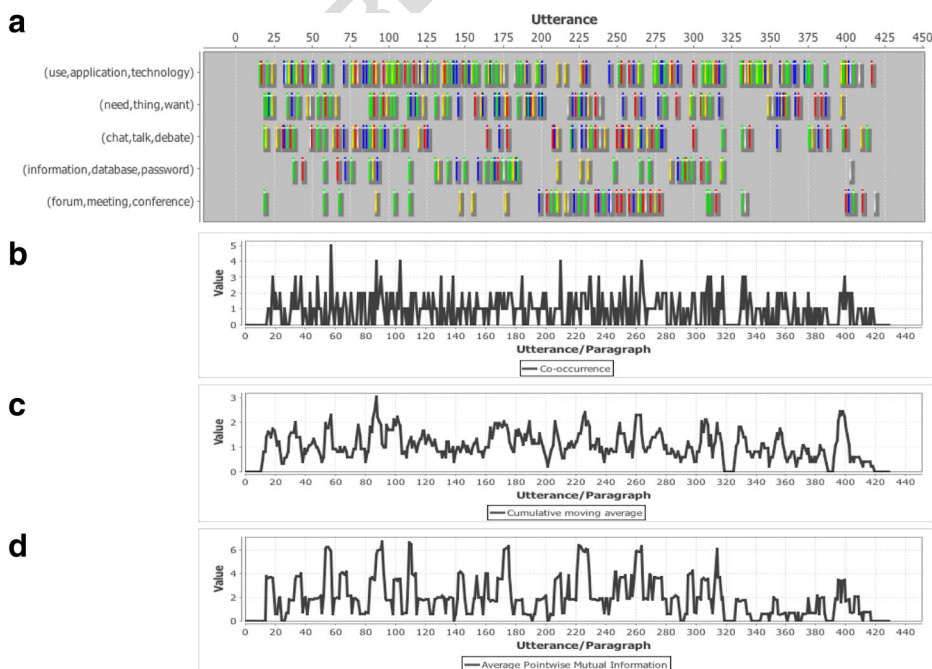 a
Utterance
0 25 50 75 100 125 150 175 200 225 250 275 300 325 350 375 400 425 450
(use,application,technology)
(need,thing,want)
(chat,talk,debate)
(information,database,password)
(forum,meeting,conference)
b
Value
5
4
3
2
1
0
0 20 40 60 80 100 120 140 160 180 200 220 240 260 280 300 320 340 360 380 400 420 440
Utterance/Paragraph
Co-occurrence
c
Value
3
2
1
0
0 20 40 60 80 100 120 140 160 180 200 220 240 260 280 300 320 340 360 380 400 420 440
Utterance/Paragraph
Cumulative moving average
d
Value
6
4
2
0
0 20 40 60 80 100 120 140 160 180 200 220 240 260 280 300 320 340 360 380 400 420 440
Utterance/Paragraph
Average Pointwise Mutual Information